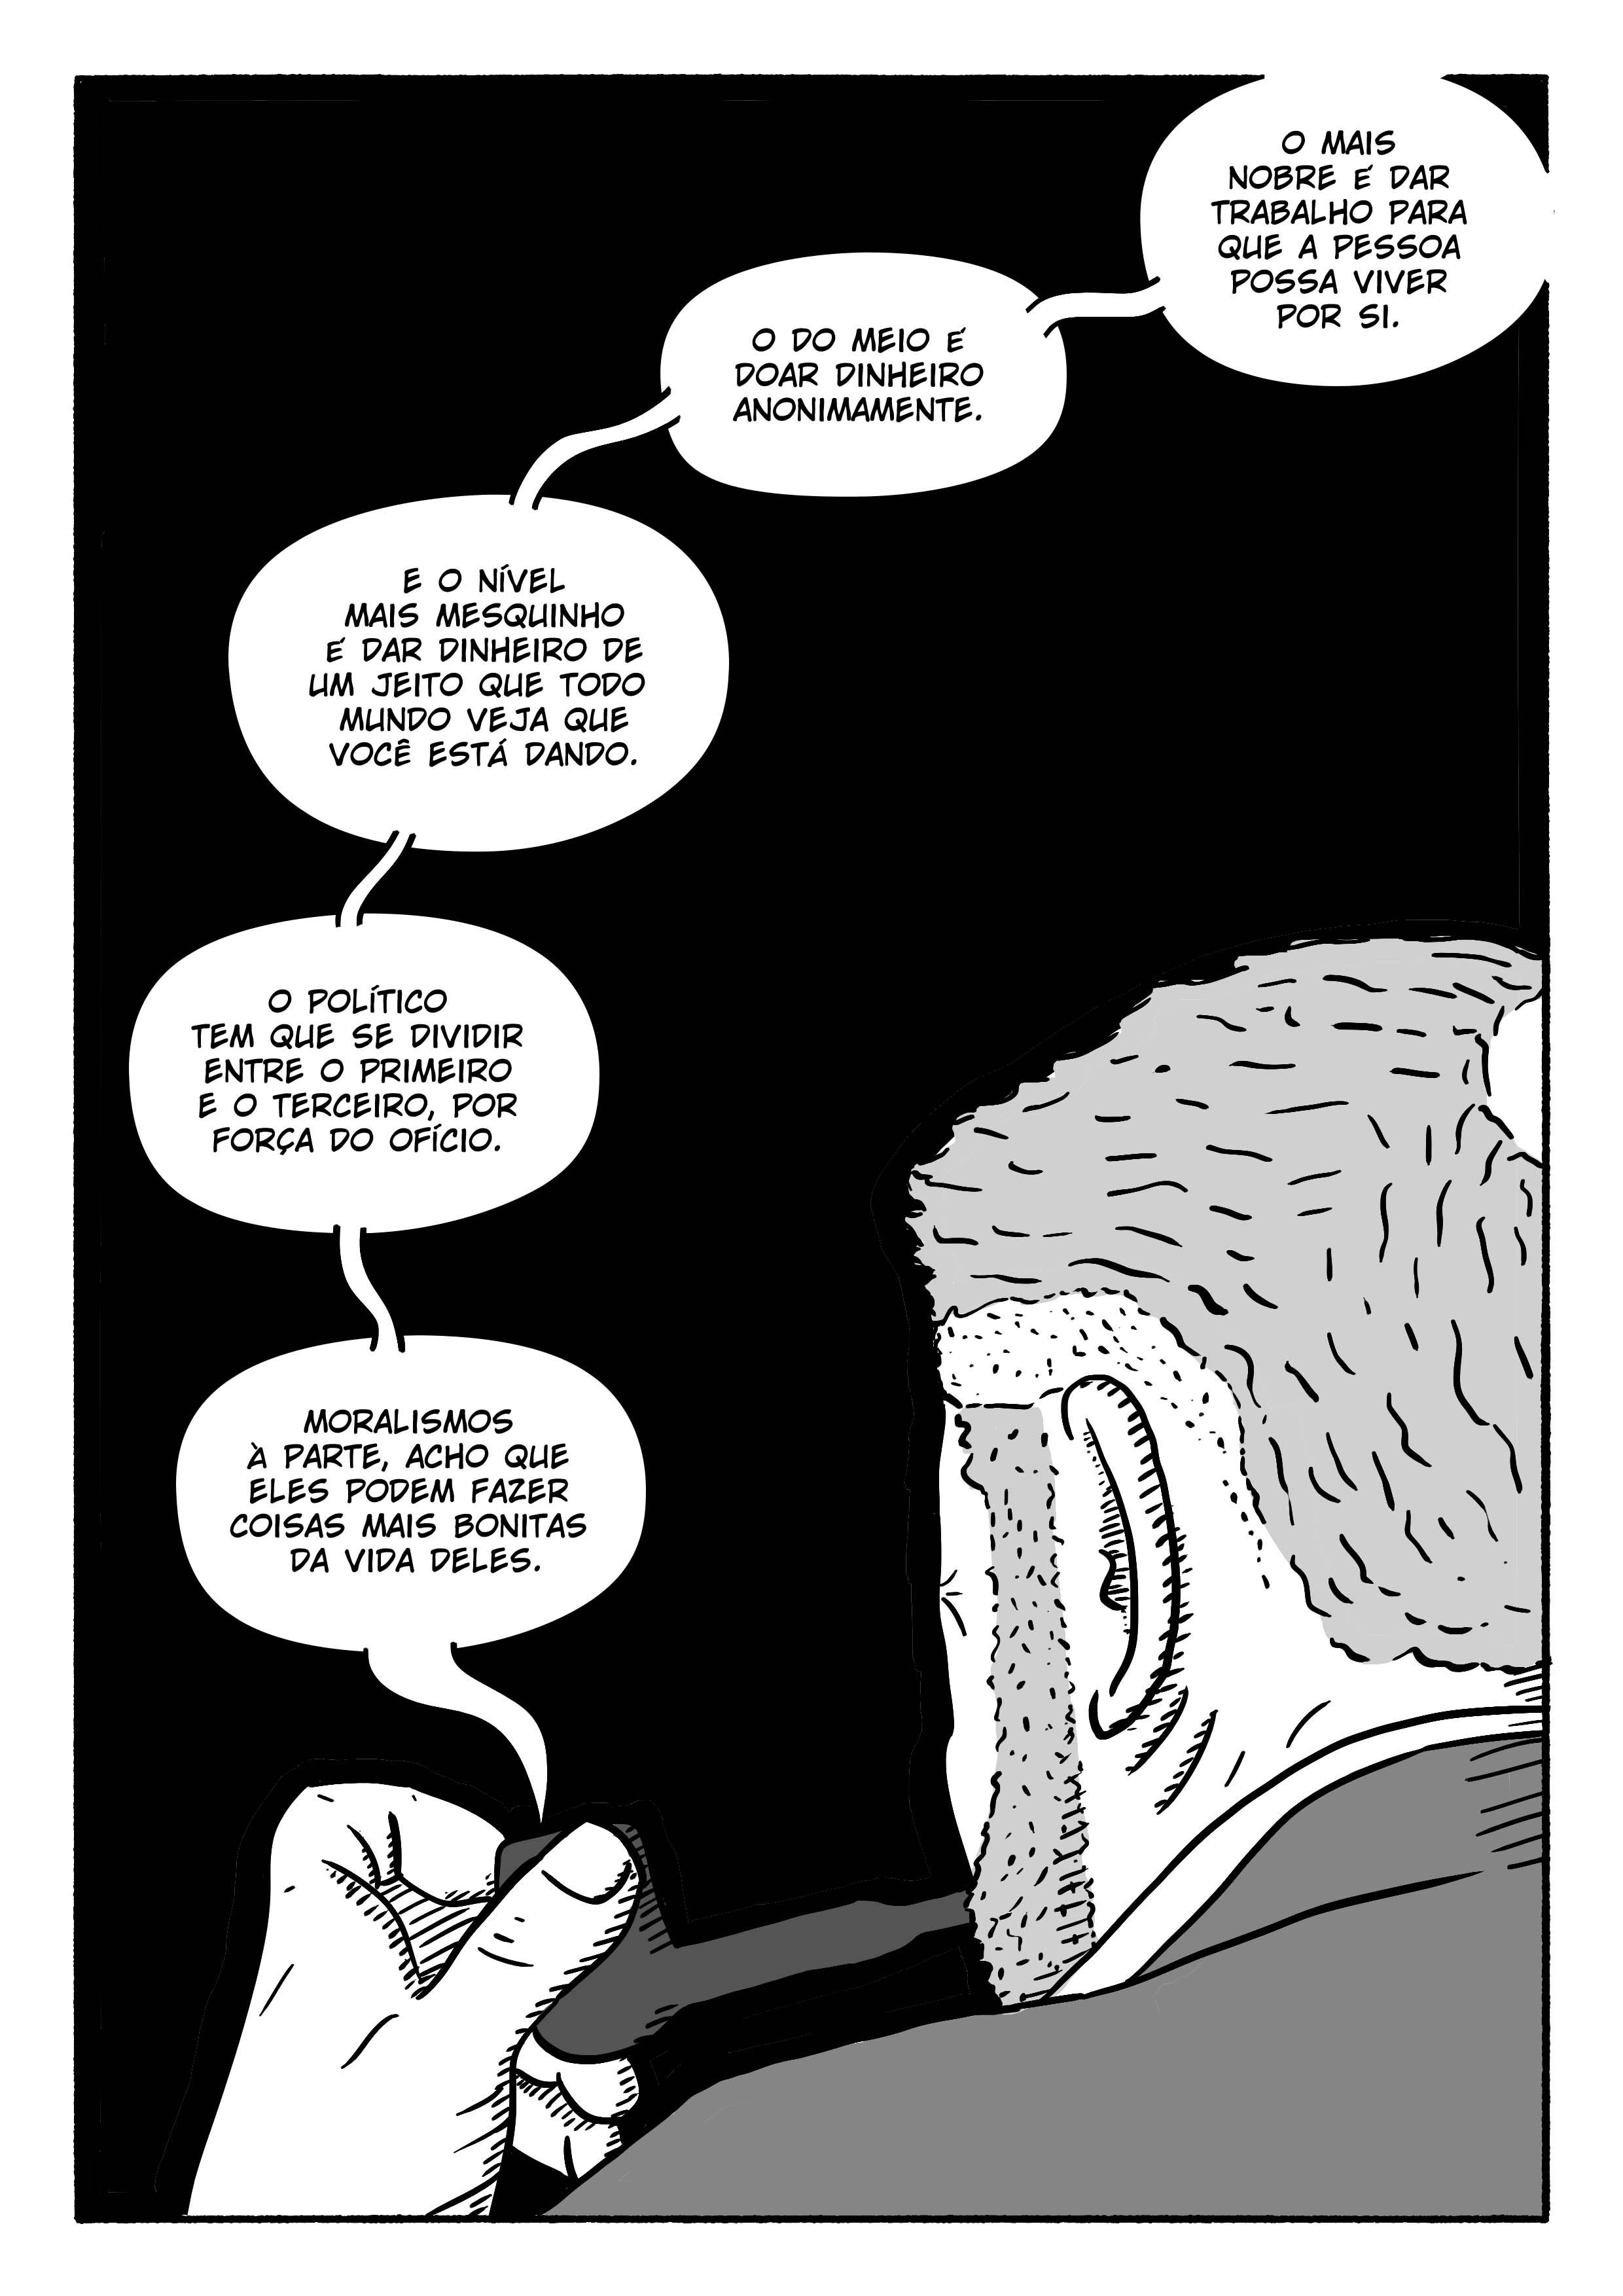 O MAIS
NOBRE É DAR
TRABALHO PARA
QUE A PESSOA
POSSA VIVER
POR SI.
O DO MEIO É
DOAR DINHEIRO
ANONIMAMENTE.
E O NÍVEL
MAIS MESQUINHO
É DAR DINHEIRO DE
UM JEITO QUE TODO
MUNDO VEJA QUE
VOCÊ ESTÁ DANDO.
O POLÍTICO
TEM QUE SE DIVIDIR
ENTRE O PRIMEIRO
E O TERCEIRO, POR
FORÇA DO OFÍCIO.
MORALISMOS
À PARTE, ACHO QUE
ELES PODEM FAZER
COISAS MAIS BONITAS
DA VIDA DELES.